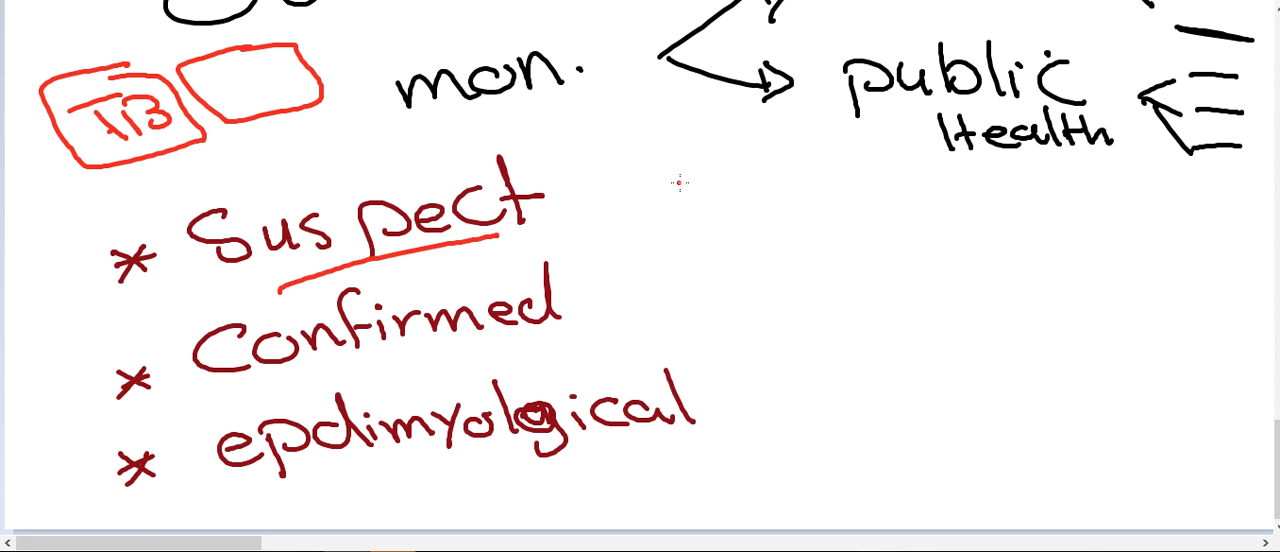 mon.
public
Health
TB
* Suspect
* Confirmed
* epdimyological